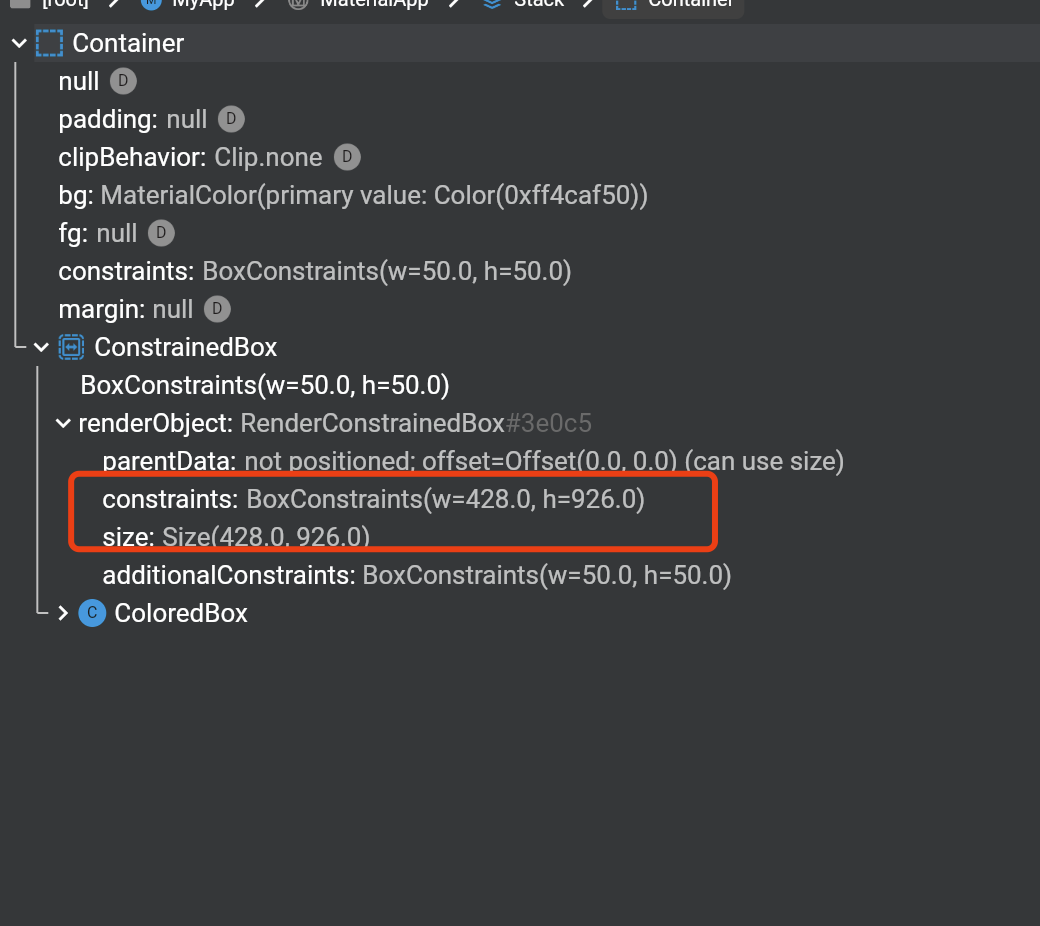 [root] MyApp MaterialApp Stack Container
Container
null D
padding: null D
clipBehavior: Clip.none D
bg: MaterialColor(primary value: Color(0xff4caf50))
fg: null D
constraints: BoxConstraints(w=50.0, h=50.0)
margin: null D
ConstrainedBox
BoxConstraints(w=50.0, h=50.0)
renderObject: RenderConstrainedBox#3e0c5
parentData: not positioned; offset=Offset(0.0, 0.0) (can use size)
constraints: BoxConstraints(w=428.0, h=926.0)
size: Size(428.0, 926.0)
additionalConstraints: BoxConstraints(w=50.0, h=50.0)
C ColoredBox